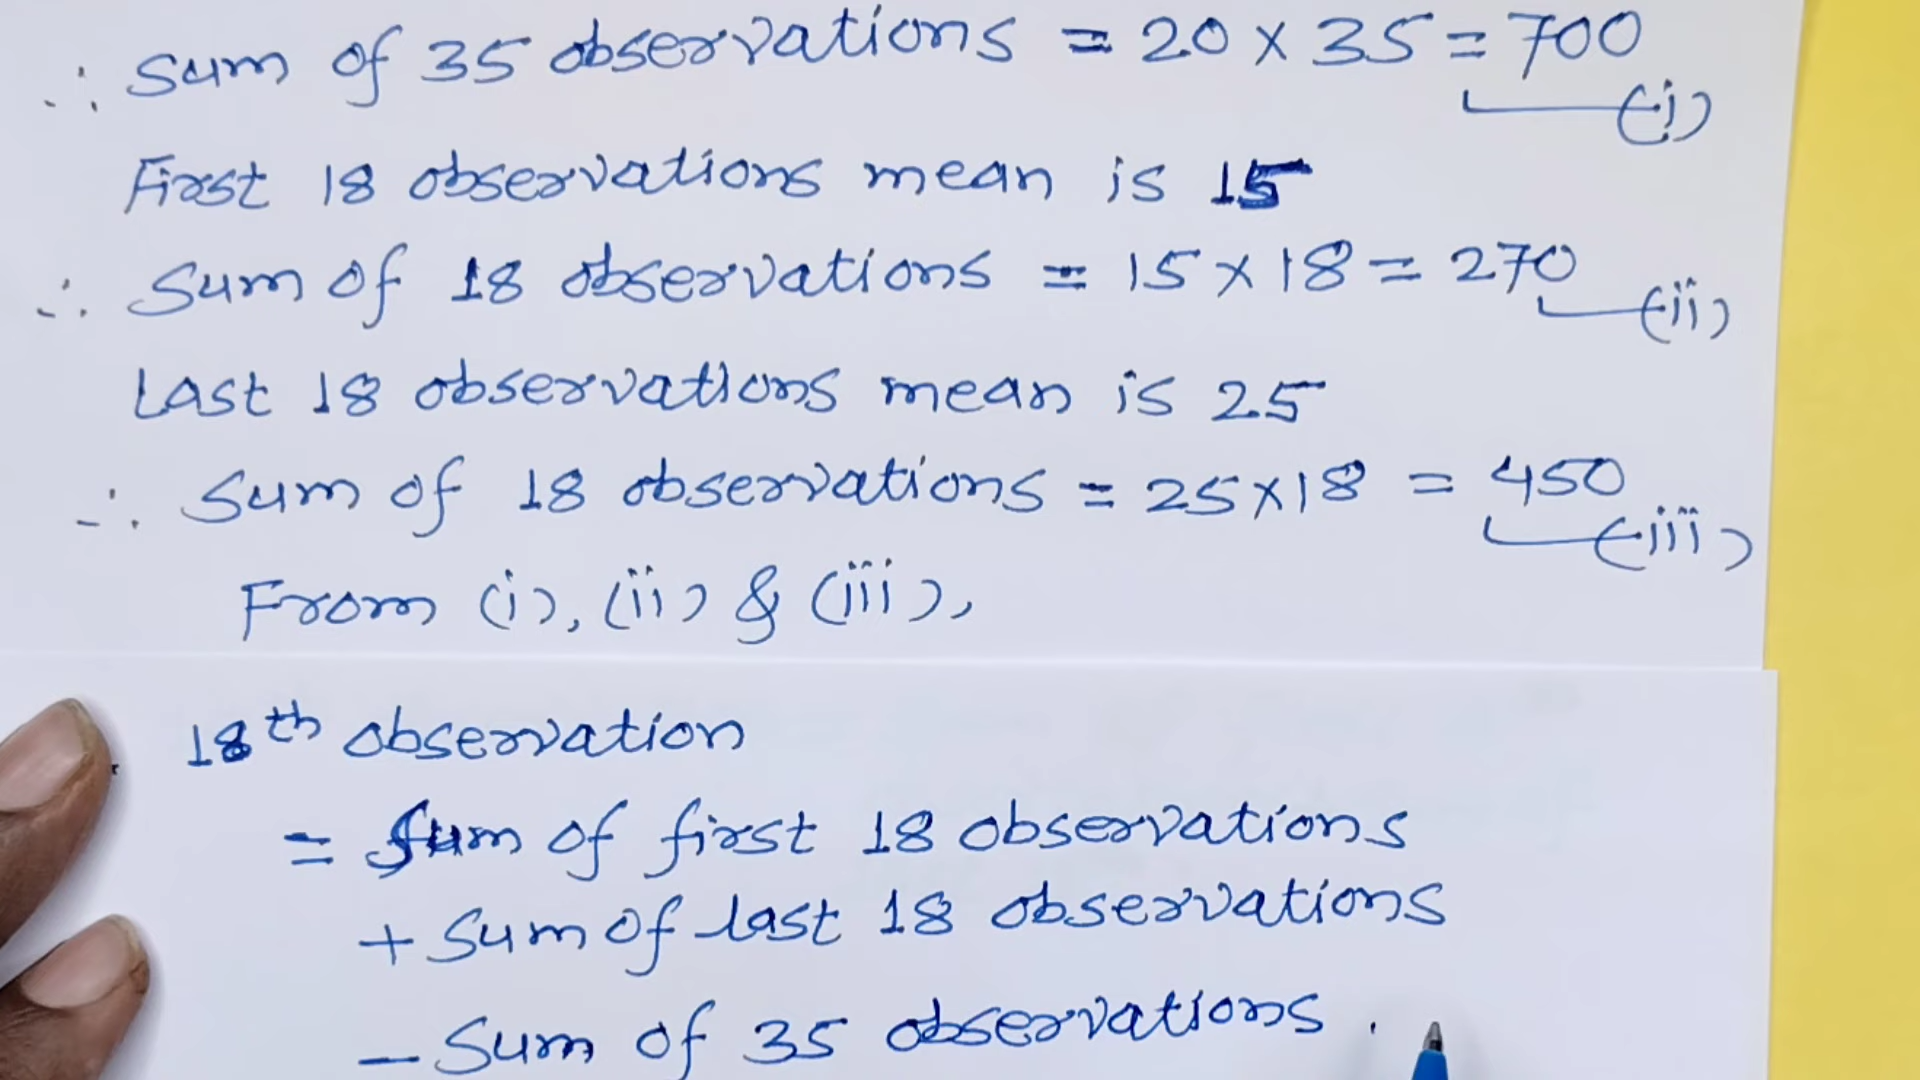 ∴ Sum of 35 observations = 20 × 35 = 700
(i)
First 18 observations mean is 15
∴ Sum of 18 observations = 15 × 18 = 270
(ii)
Last 18 observations mean is 25
∴ Sum of 18 observations = 25 × 18 = 450
(iii)
From (i), (ii) & (iii),
18th observation
= Sum of first 18 observations
+ Sum of last 18 observations
- Sum of 35 observations.